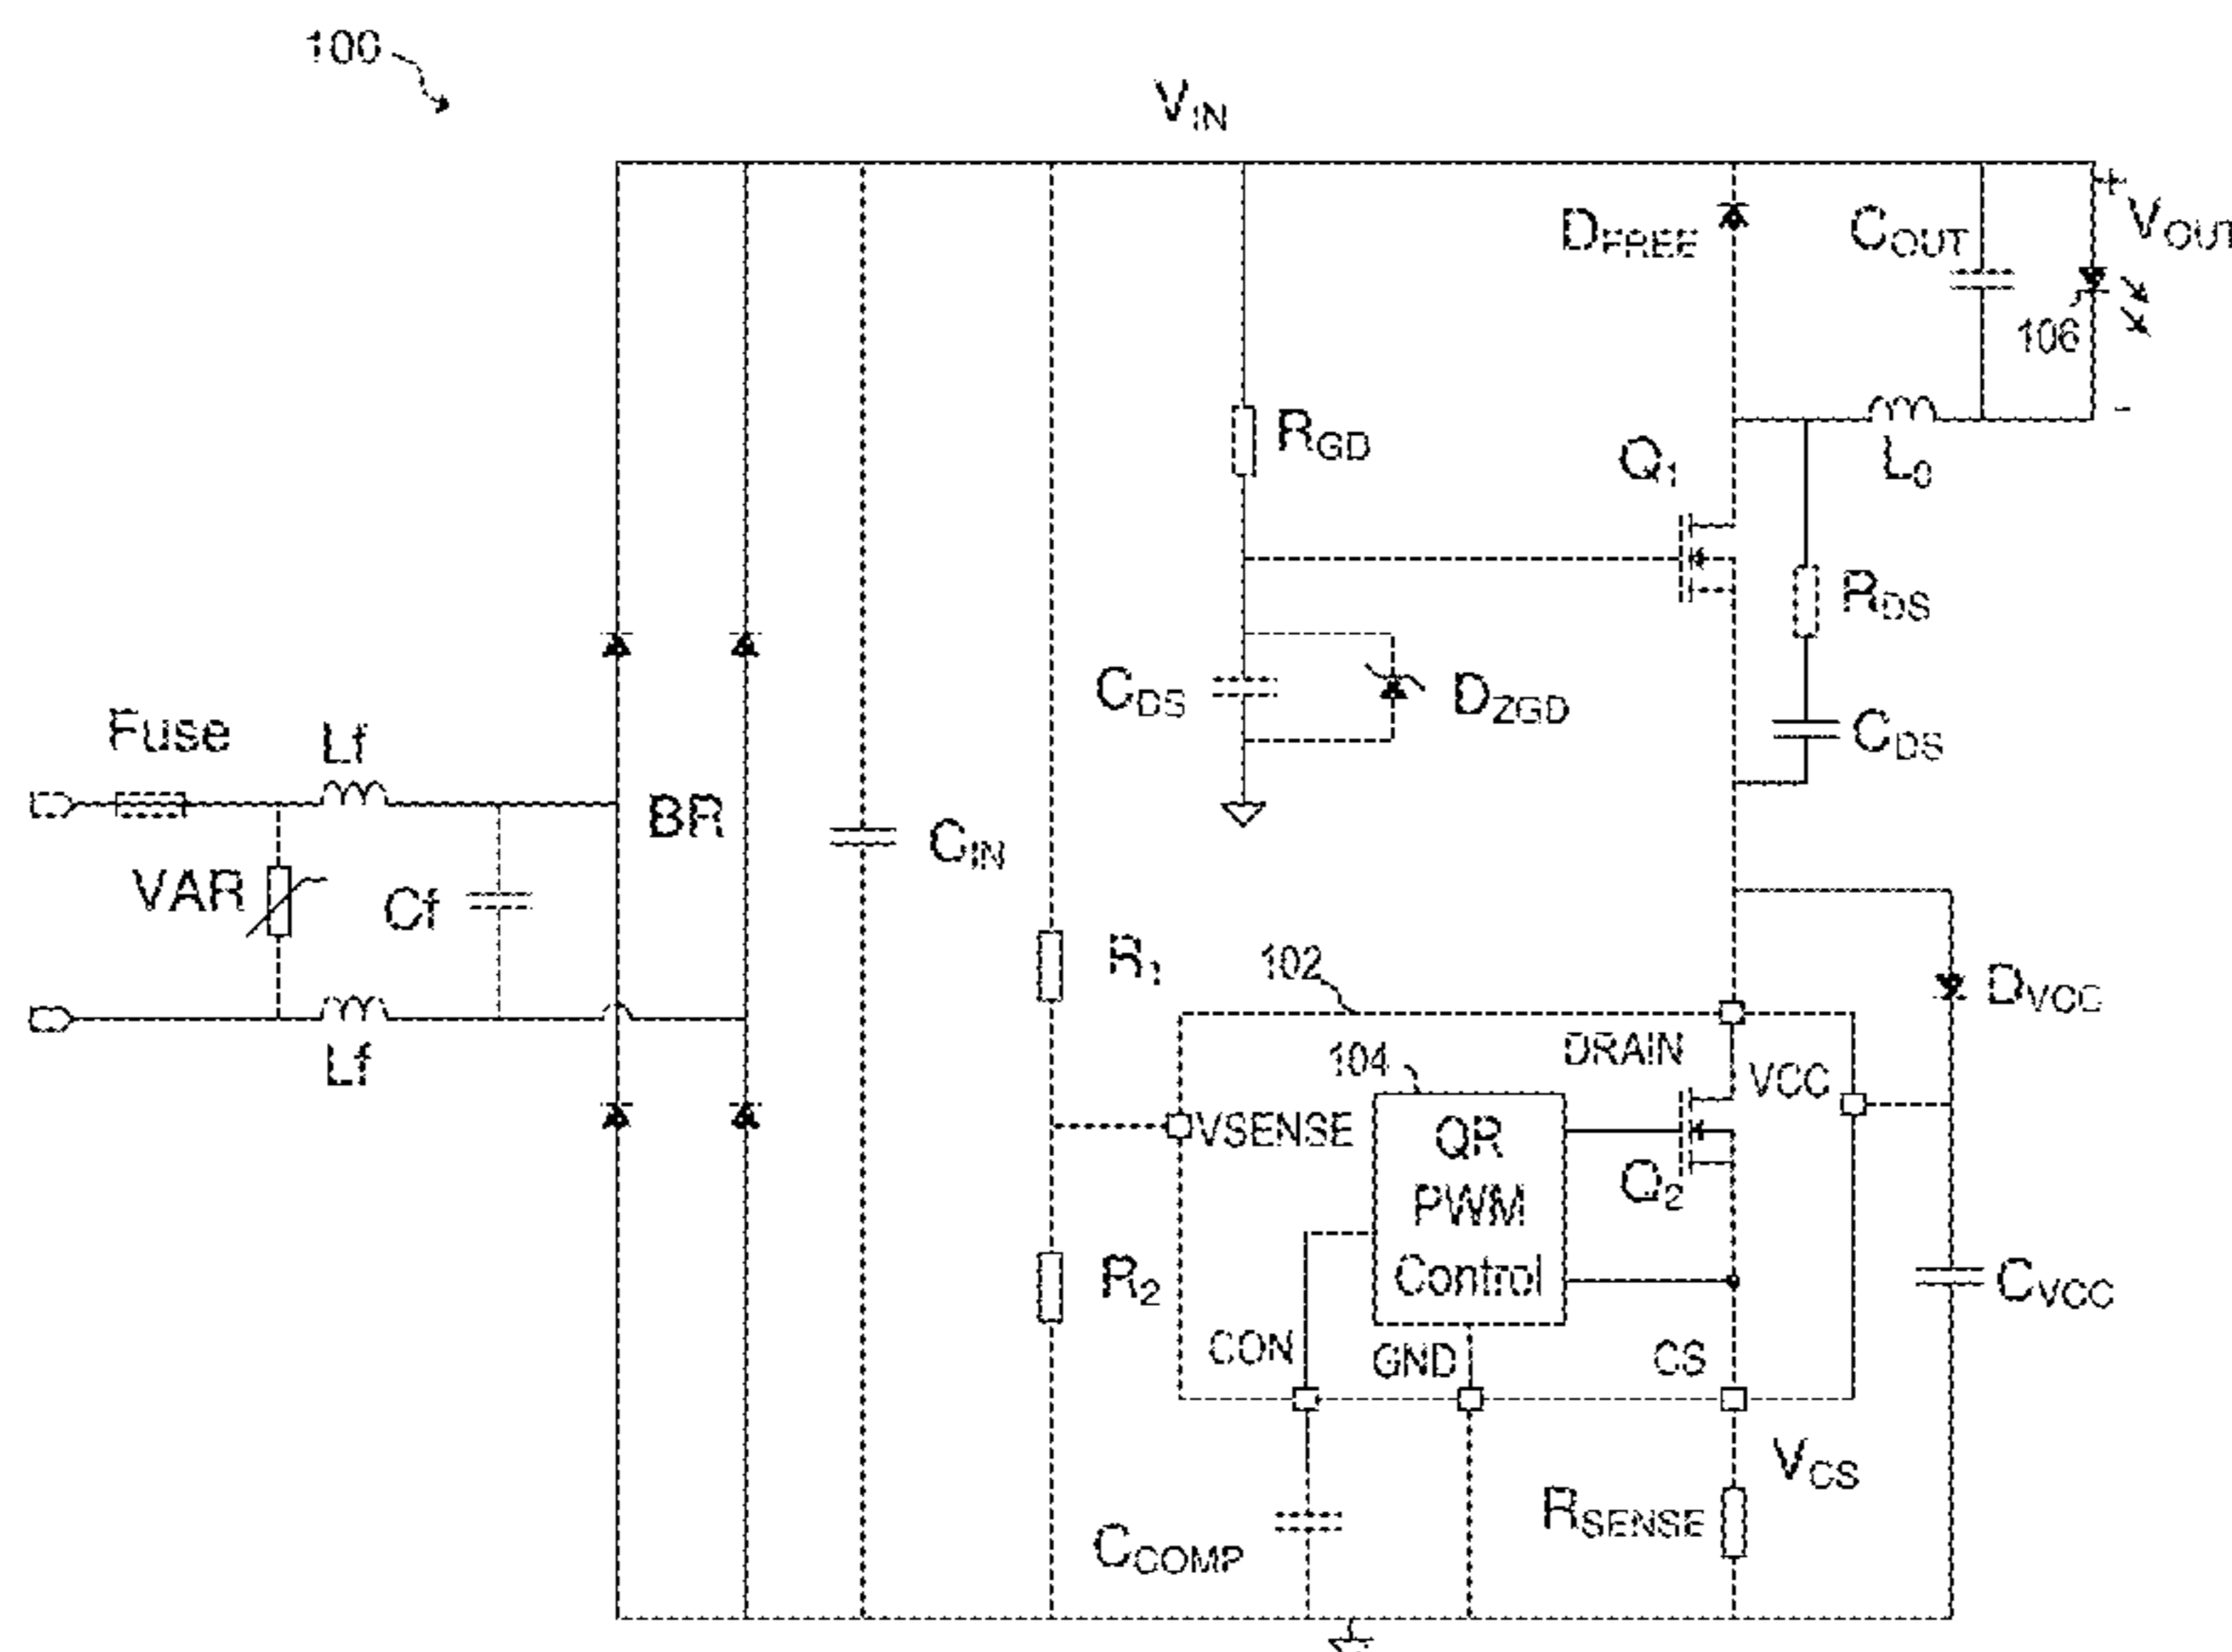 100
VIN
DFREE
COUT
+
VOUT
106
-
RGD
Q1
L0
RDS
CDS
DZGD
CDS
Fuse
Lf
BR
CIN
VAR
Cf
R1
102
DVCC
Lf
104
DRAIN
VCC
VSENSE
QR
PWM
Control
Q2
R2
CVCC
CON
GND
CS
VCS
RSENSE
CCOMP